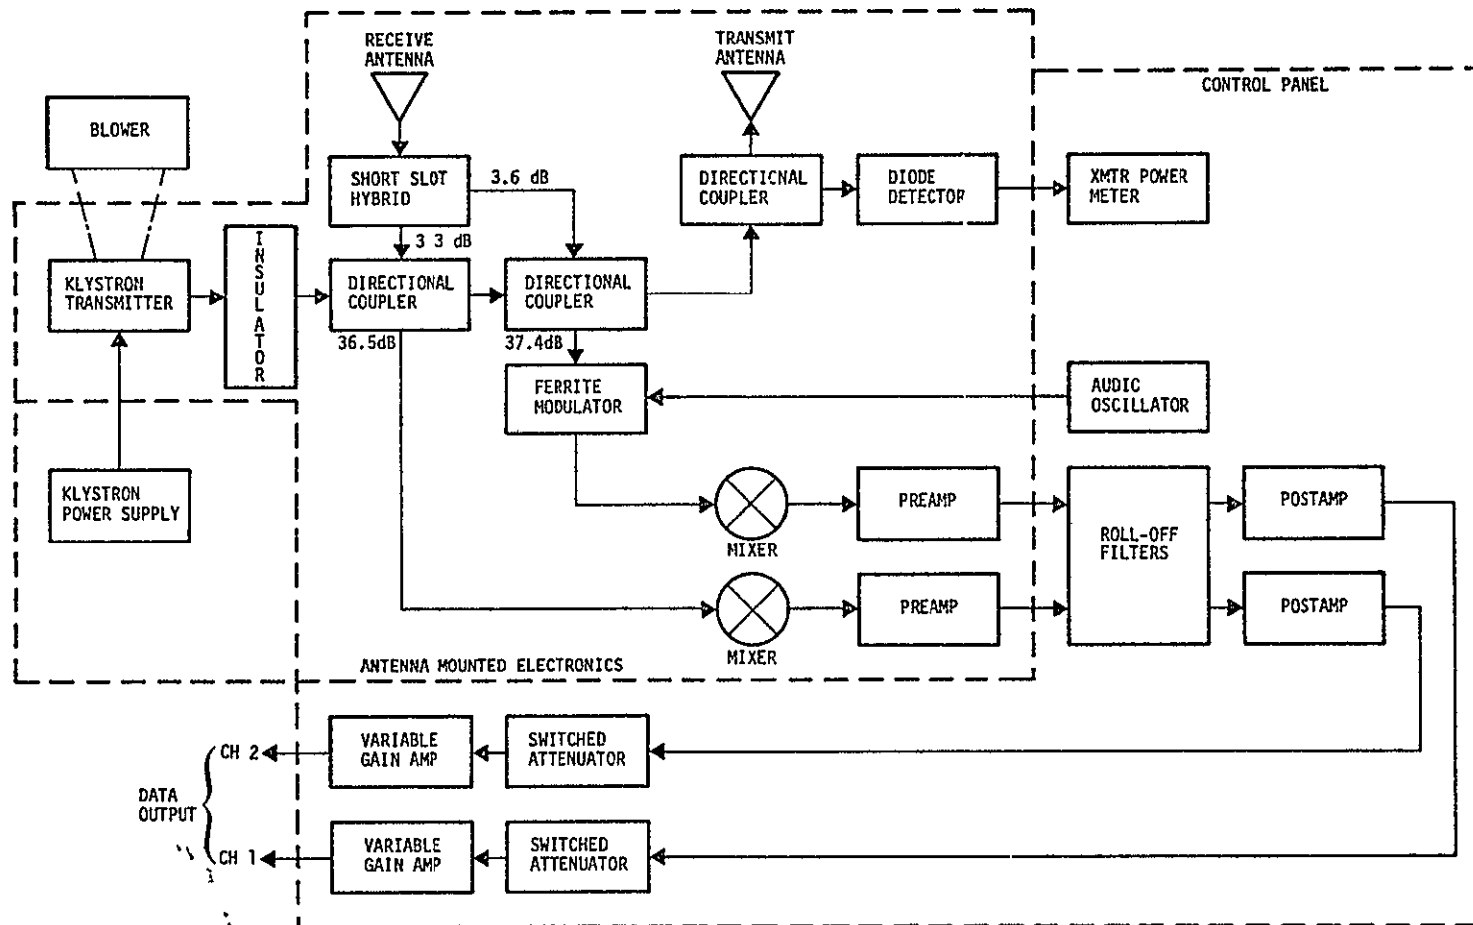 RECEIVE
ANTENNA
TRANSMIT
ANTENNA
CONTROL PANEL
BLOWER
SHORT SLOT
HYBRID
3.6 dB
DIRECTICNAL
COUPLER
DIODE
DETECTOR
XMTR POWER
METER
3 3 dB
KLYSTRON
TRANSMITTER
INSULATOR
DIRECTIONAL
COUPLER
DIRECTIONAL
COUPLER
36.5dB
37.4dB
FERRITE
MODULATOR
AUDIC
OSCILLATOR
KLYSTRON
POWER SUPPLY
MIXER
PREAMP
ROLL-OFF
FILTERS
POSTAMP
MIXER
PREAMP
POSTAMP
ANTENNA MOUNTED ELECTRONICS
CH 2
VARIABLE
GAIN AMP
SWITCHED
ATTENUATOR
DATA
OUTPUT
CH 1
VARIABLE
GAIN AMP
SWITCHED
ATTENUATOR